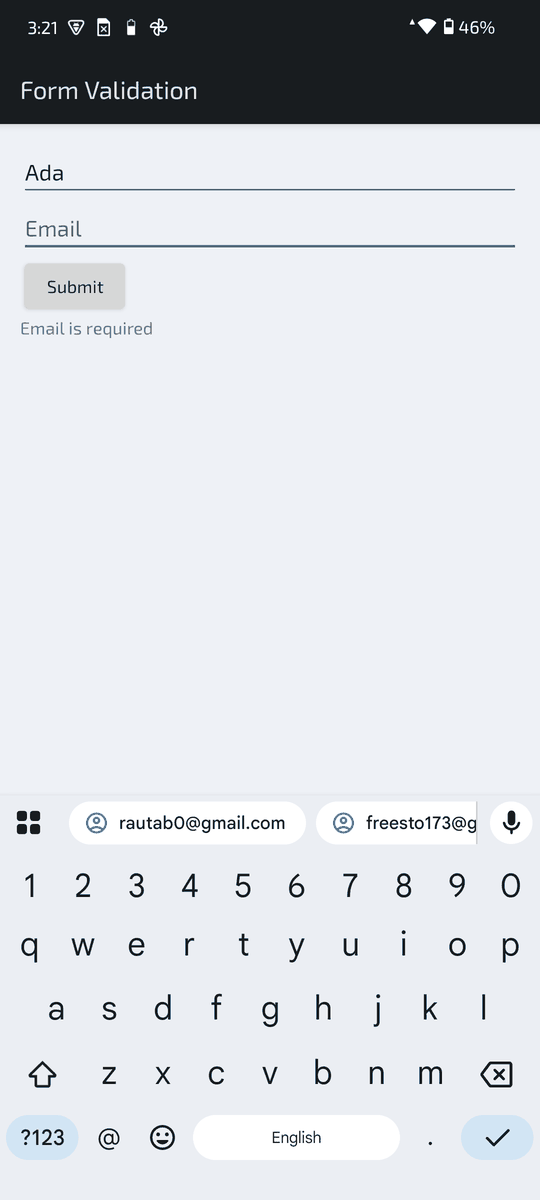 3:21 46%
Form Validation
Ada
Email
Submit
Email is required
rautab0@gmail.com freesto173@g
1 2 3 4 5 6 7 8 9 0
q w e r t y u i o p
a s d f g h j k l
z x c v b n m
?123 @ English .